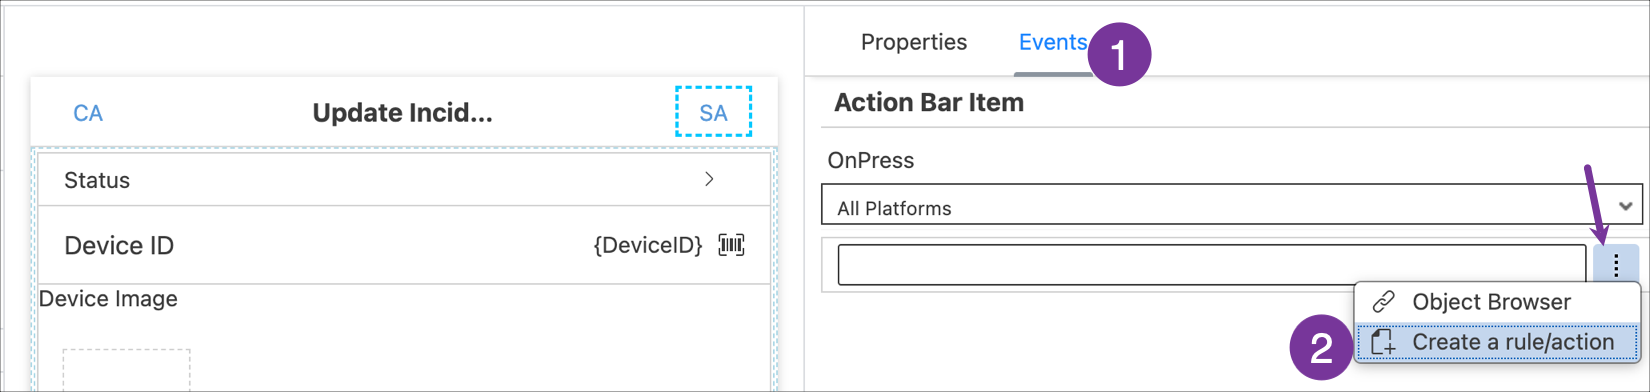 Properties Events 1
Action Bar Item
CA Update Incid... SA
OnPress
Status
All Platforms
Device ID {DeviceID}
Device Image
Object Browser
2 Create a rule/action